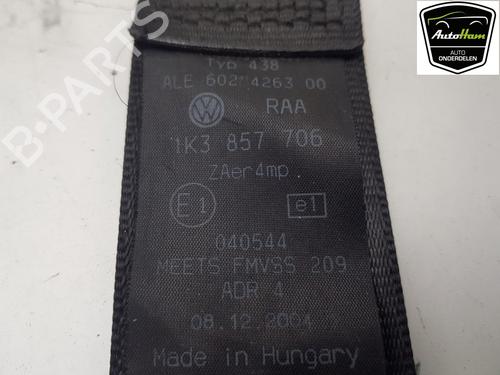 AutoHam
AUTO
ONDERDELEN
Typ 438
ALE 602 4263 00
RAA
1K3 857 706
ZAer4mp.
E1
e1
040544
MEETS FMVSS 209
ADR 4
08.12.2004
Made in Hungary